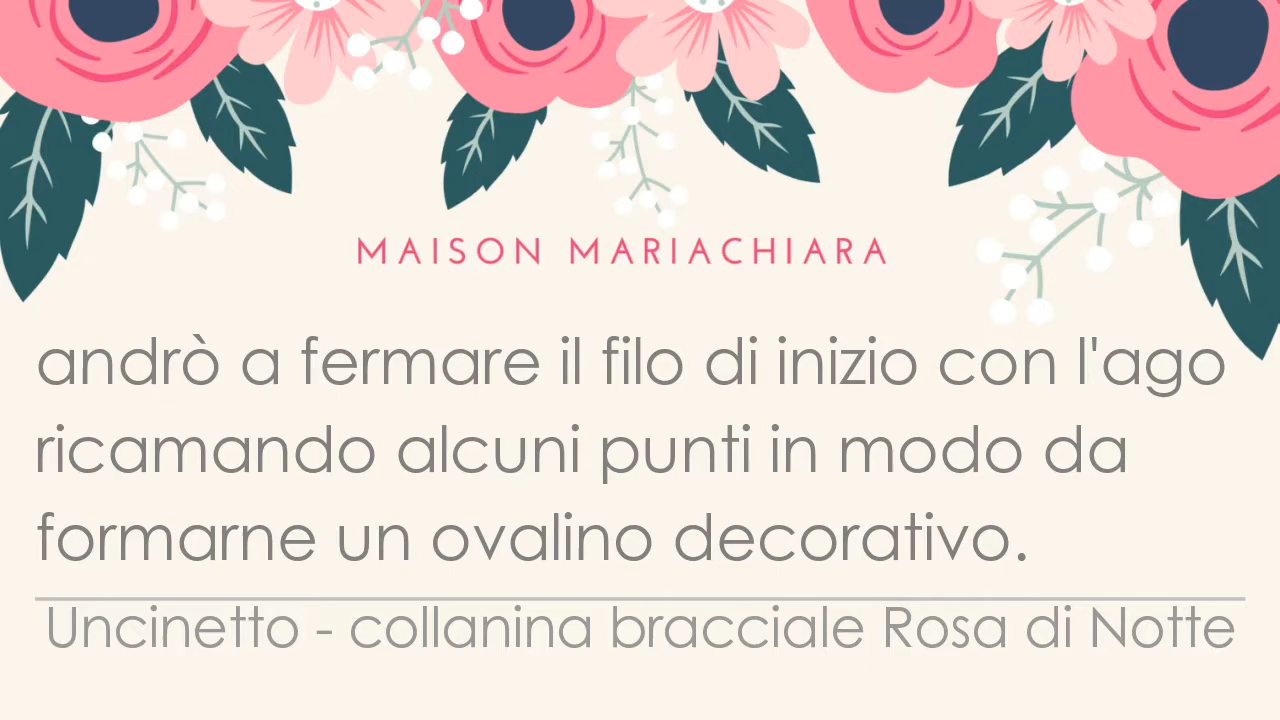 MAISON MARIACHIARA
andrò a fermare il filo di inizio con l'ago
ricamando alcuni punti in modo da
formarne un ovalino decorativo.
Uncinetto - collanina bracciale Rosa di Notte